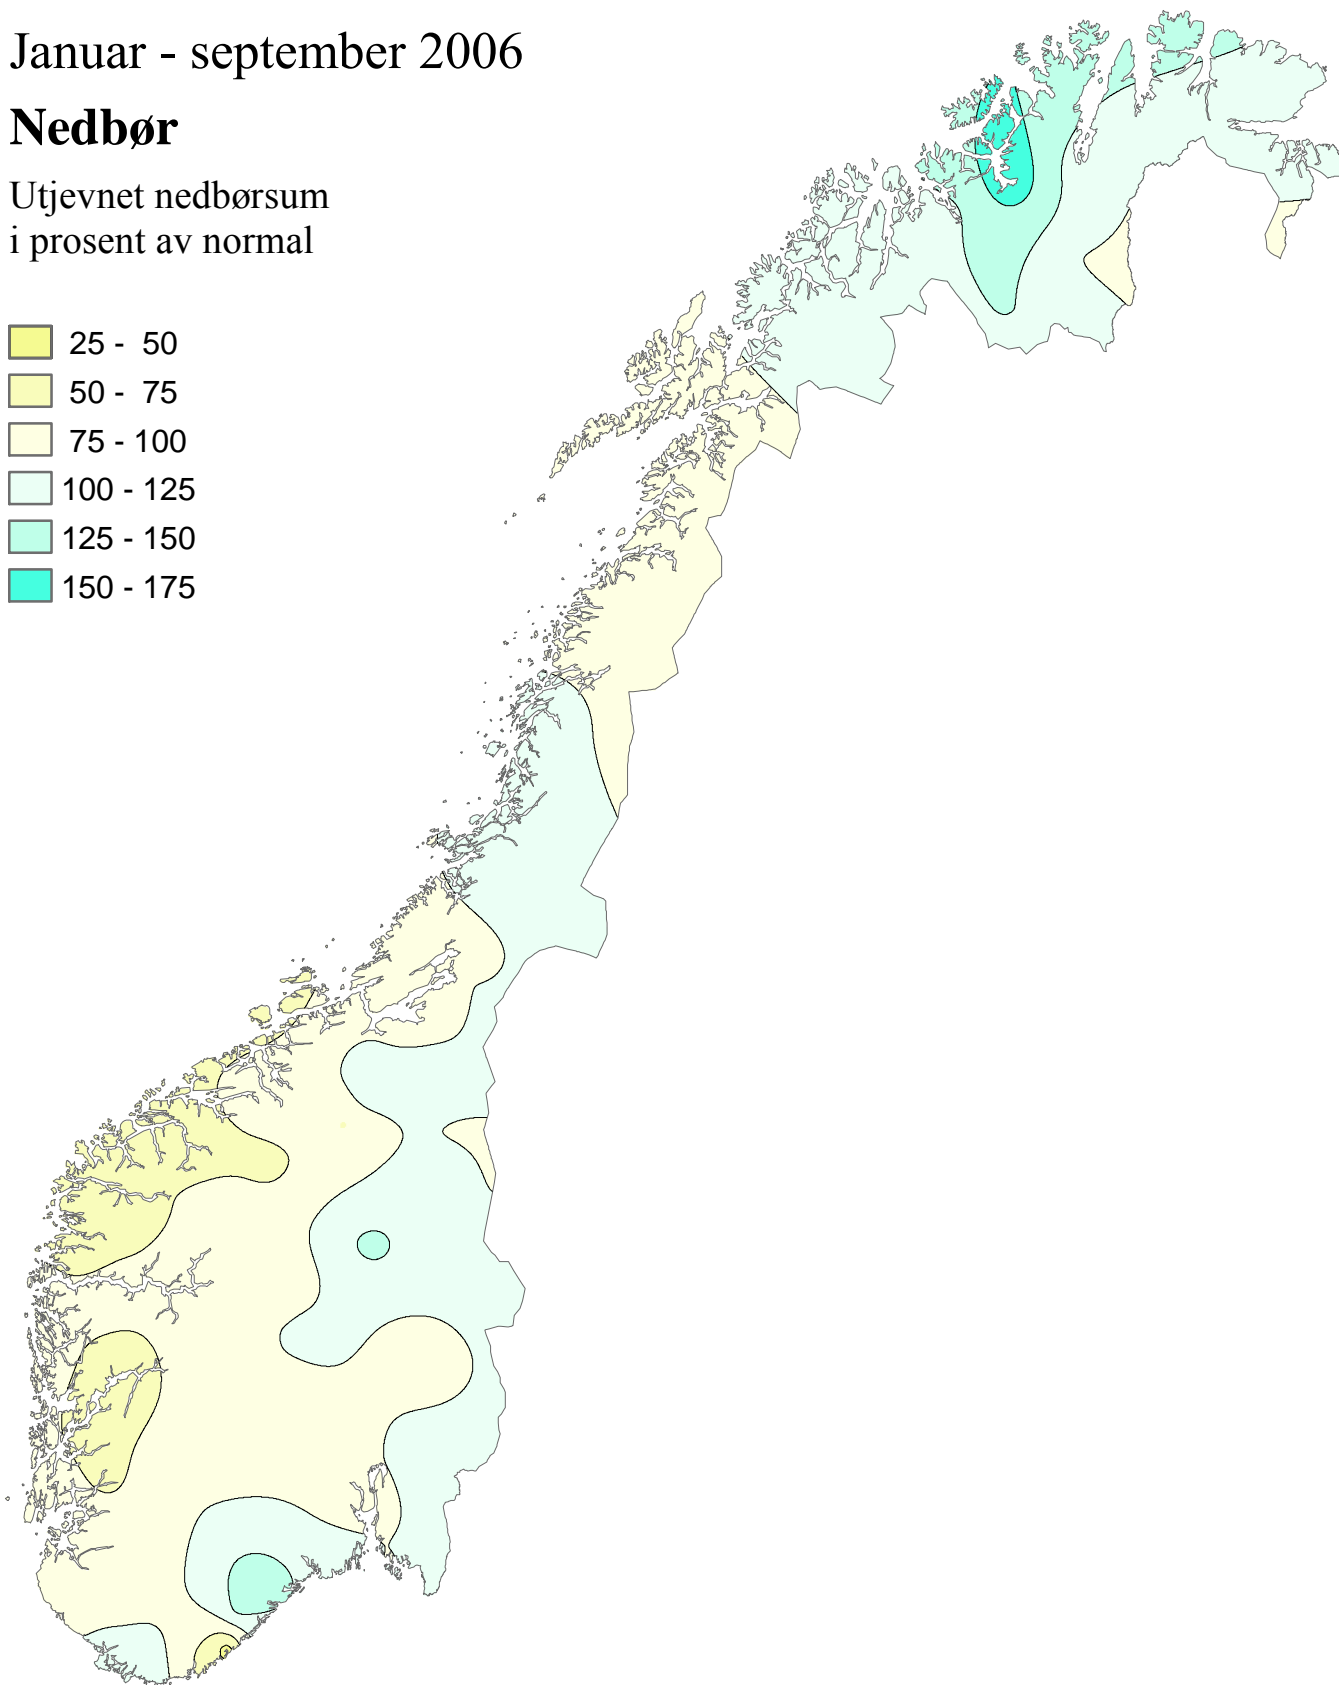 Januar - september 2006
Nedbør
Utjevnet nedbørsum
i prosent av normal
25 - 50
50 - 75
75 - 100
100 - 125
125 - 150
150 - 175